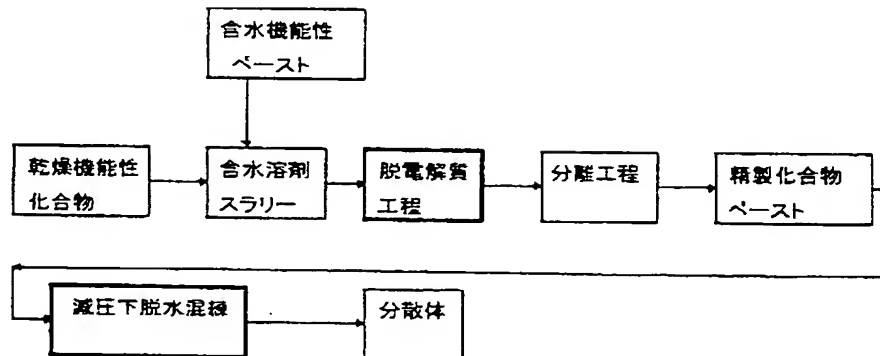 含水機能性
ペースト
乾燥機能性
化合物
含水溶剤
スラリー
脱電解質
工程
分離工程
精製化合物
ペースト
減圧下脱水混練
分散体